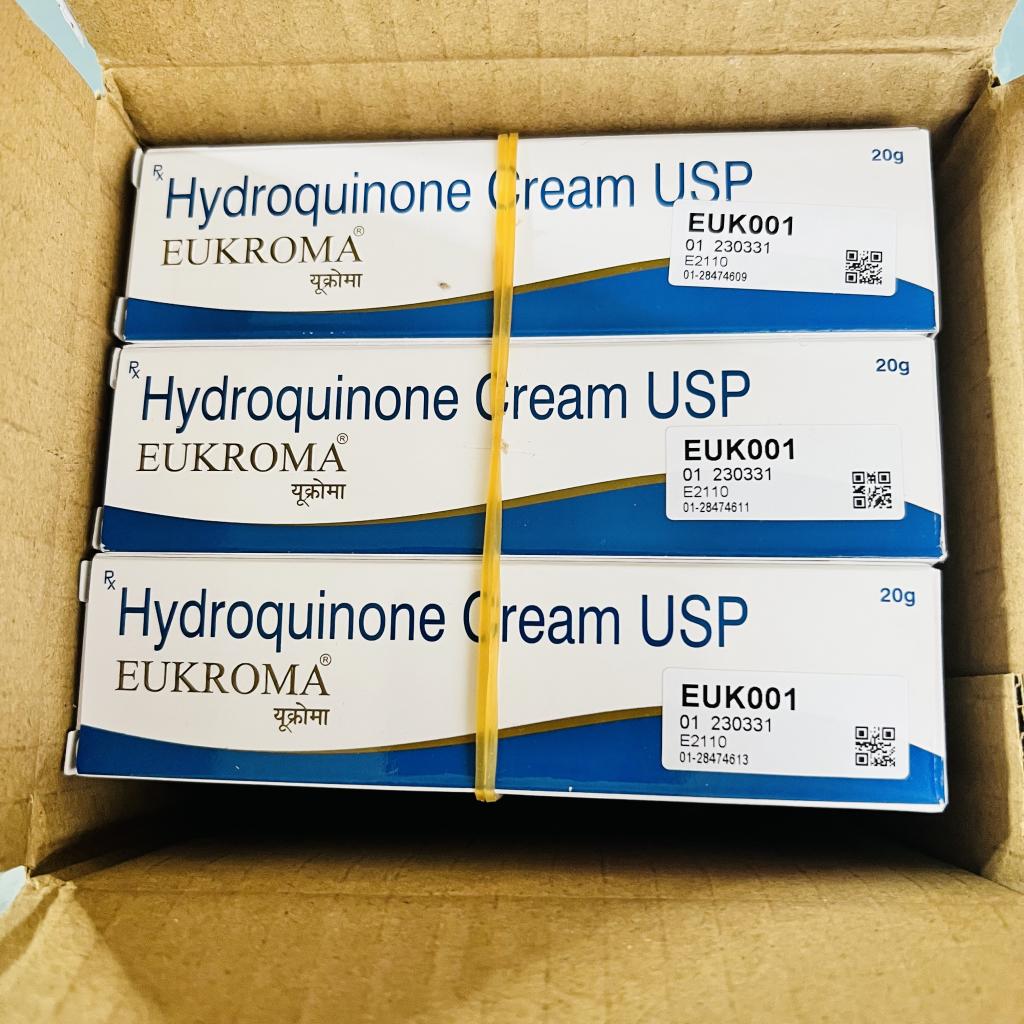 Rx
Hydroquinone Cream USP
20g
EUKROMA®
यूक्रोमा
EUK001
01 230331
E2110
01-28474609
Rx
Hydroquinone Cream USP
20g
EUKROMA®
यूक्रोमा
EUK001
01 230331
E2110
01-28474611
Rx
Hydroquinone Cream USP
20g
EUKROMA®
यूक्रोमा
EUK001
01 230331
E2110
01-28474613